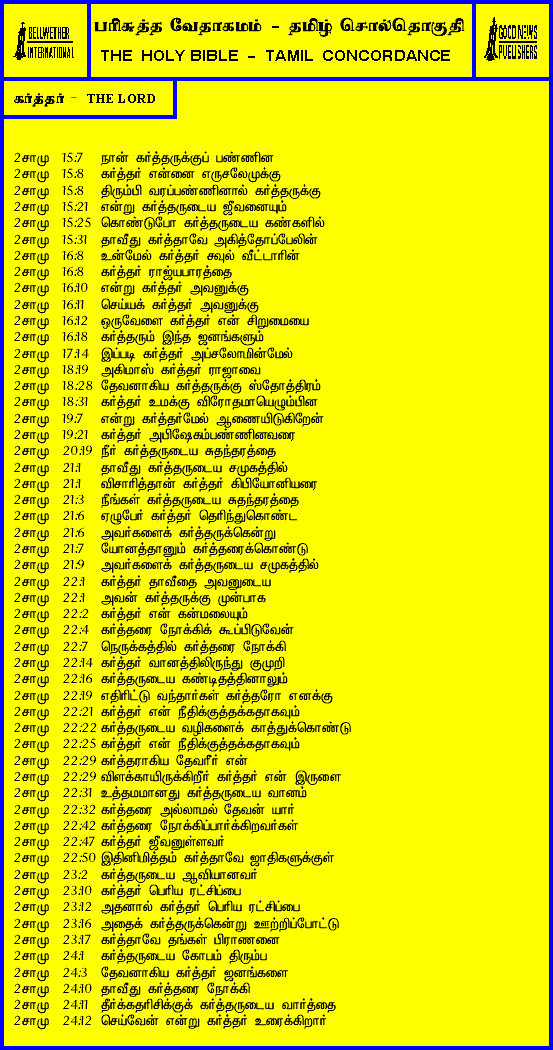 BELLWETHER
INTERNATIONAL
பரிசுத்த வேதாகமம் - தமிழ் சொல்தொகுதி
THE HOLY BIBLE - TAMIL CONCORDANCE
GOOD NEWS
PUBLISHERS
கர்த்தர் - THE LORD
2சாமு 15:7 நான் கர்த்தருக்குப் பண்ணின
2சாமு 15:8 கர்த்தர் என்னை எருசலேமுக்கு
2சாமு 15:8 திரும்பி வரப்பண்ணினால் கர்த்தருக்கு
2சாமு 15:21 என்று கர்த்தருடைய ஜீவனையும்
2சாமு 15:25 கொண்டுபோ கர்த்தருடைய கண்களில்
2சாமு 15:31 தாவீது கர்த்தாவே அகித்தோப்பேலின்
2சாமு 16:8 உன்மேல் கர்த்தர் சவுல் வீட்டாரின்
2சாமு 16:8 கர்த்தர் ராஜ்யபாரத்தை
2சாமு 16:10 என்று கர்த்தர் அவனுக்கு
2சாமு 16:11 செய்யக் கர்த்தர் அவனுக்கு
2சாமு 16:12 ஒருவேளை கர்த்தர் என் சிறுமையை
2சாமு 16:18 கர்த்தரும் இந்த ஜனங்களும்
2சாமு 17:14 இப்படி கர்த்தர் அப்சலோமின்மேல்
2சாமு 18:19 அகிமாஸ் கர்த்தர் ராஜாவை
2சாமு 18:28 தேவனாகிய கர்த்தருக்கு ஸ்தோத்திரம்
2சாமு 18:31 கர்த்தர் உமக்கு விரோதமாயெழும்பின
2சாமு 19:7 என்று கர்த்தர்மேல் ஆணையிடுகிறேன்
2சாமு 19:21 கர்த்தர் அபிஷேகம்பண்ணினவரை
2சாமு 20:19 நீர் கர்த்தருடைய சுதந்தரத்தை
2சாமு 21:1 தாவீது கர்த்தருடைய சமுகத்தில்
2சாமு 21:1 விசாரித்தான் கர்த்தர் கிபியோனியரை
2சாமு 21:3 நீங்கள் கர்த்தருடைய சுதந்தரத்தை
2சாமு 21:6 ஏழுபேர் கர்த்தர் தெரிந்துகொண்ட
2சாமு 21:6 அவர்களைக் கர்த்தருக்கென்று
2சாமு 21:7 யோனத்தானும் கர்த்தரைக்கொண்டு
2சாமு 21:9 அவர்களைக் கர்த்தருடைய சமுகத்தில்
2சாமு 22:1 கர்த்தர் தாவீதை அவனுடைய
2சாமு 22:1 அவன் கர்த்தருக்கு முன்பாக
2சாமு 22:2 கர்த்தர் என் கன்மலையும்
2சாமு 22:4 கர்த்தரை நோக்கிக் கூப்பிடுவேன்
2சாமு 22:7 நெருக்கத்தில் கர்த்தரை நோக்கி
2சாமு 22:14 கர்த்தர் வானத்திலிருந்து குமுறி
2சாமு 22:16 கர்த்தருடைய கண்டிதத்தினாலும்
2சாமு 22:19 எதிரிட்டு வந்தார்கள் கர்த்தரோ எனக்கு
2சாமு 22:21 கர்த்தர் என் நீதிக்குத்தக்கதாகவும்
2சாமு 22:22 கர்த்தருடைய வழிகளைக் காத்துக்கொண்டு
2சாமு 22:25 கர்த்தர் என் நீதிக்குத்தக்கதாகவும்
2சாமு 22:29 கர்த்தராகிய தேவரீர் என்
2சாமு 22:29 விளக்காயிருக்கிறீர் கர்த்தர் என் இருளை
2சாமு 22:31 உத்தமமானது கர்த்தருடைய வானம்
2சாமு 22:32 கர்த்தரை அல்லாமல் தேவன் யார்
2சாமு 22:42 கர்த்தரை நோக்கிப்பார்க்கிறவர்கள்
2சாமு 22:47 கர்த்தர் ஜீவனுள்ளவர்
2சாமு 22:50 இதினிமித்தம் கர்த்தாவே ஜாதிகளுக்குள்
2சாமு 23:2 கர்த்தருடைய ஆவியானவர்
2சாமு 23:10 கர்த்தர் பெரிய ரட்சிப்பை
2சாமு 23:12 அதனால் கர்த்தர் பெரிய ரட்சிப்பை
2சாமு 23:16 அதைக் கர்த்தருக்கென்று ஊற்றிப்போட்டு
2சாமு 23:17 கர்த்தாவே தங்கள் பிராணனை
2சாமு 24:1 கர்த்தருடைய கோபம் திரும்ப
2சாமு 24:3 தேவனாகிய கர்த்தர் ஜனங்களை
2சாமு 24:10 தாவீது கர்த்தரை நோக்கி
2சாமு 24:11 தீர்க்கதரிசிக்குக் கர்த்தருடைய வார்த்தை
2சாமு 24:12 செய்வேன் என்று கர்த்தர் உரைக்கிறார்